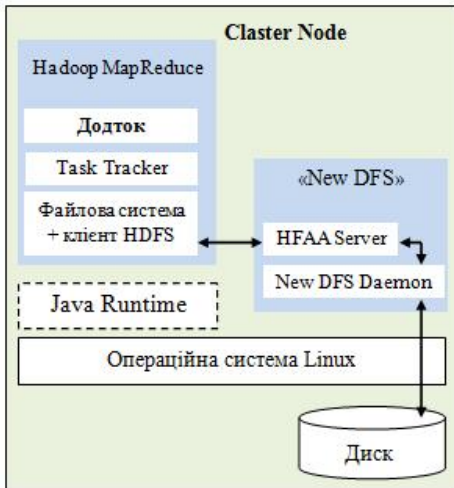 Claster Node
Hadoop MapReduce
Додток
Task Tracker
Файлова система
+ клієнт HDFS
«New DFS»
HFAA Server
New DFS Daemon
Java Runtime
Операційна система Linux
Диск